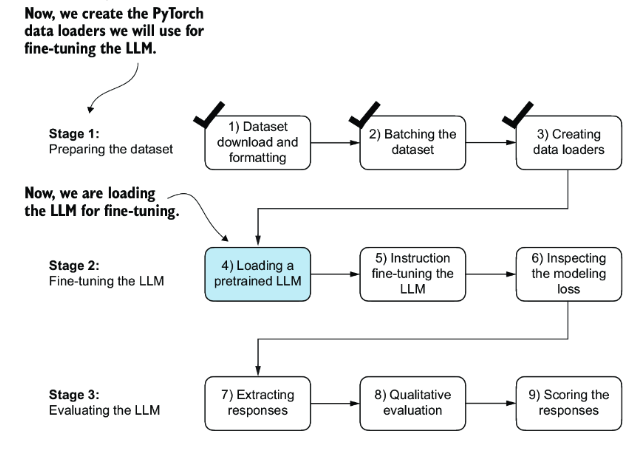 Now, we create the PyTorch
data loaders we will use for
fine-tuning the LLM.
Stage 1:
Preparing the dataset
1) Dataset
download and
formatting
2) Batching the
dataset
3) Creating
data loaders
Now, we are loading
the LLM for fine-tuning.
Stage 2:
Fine-tuning the LLM
4) Loading a
pretrained LLM
5) Instruction
fine-tuning the
LLM
6) Inspecting
the modeling
loss
Stage 3:
Evaluating the LLM
7) Extracting
responses
8) Qualitative
evaluation
9) Scoring the
responses